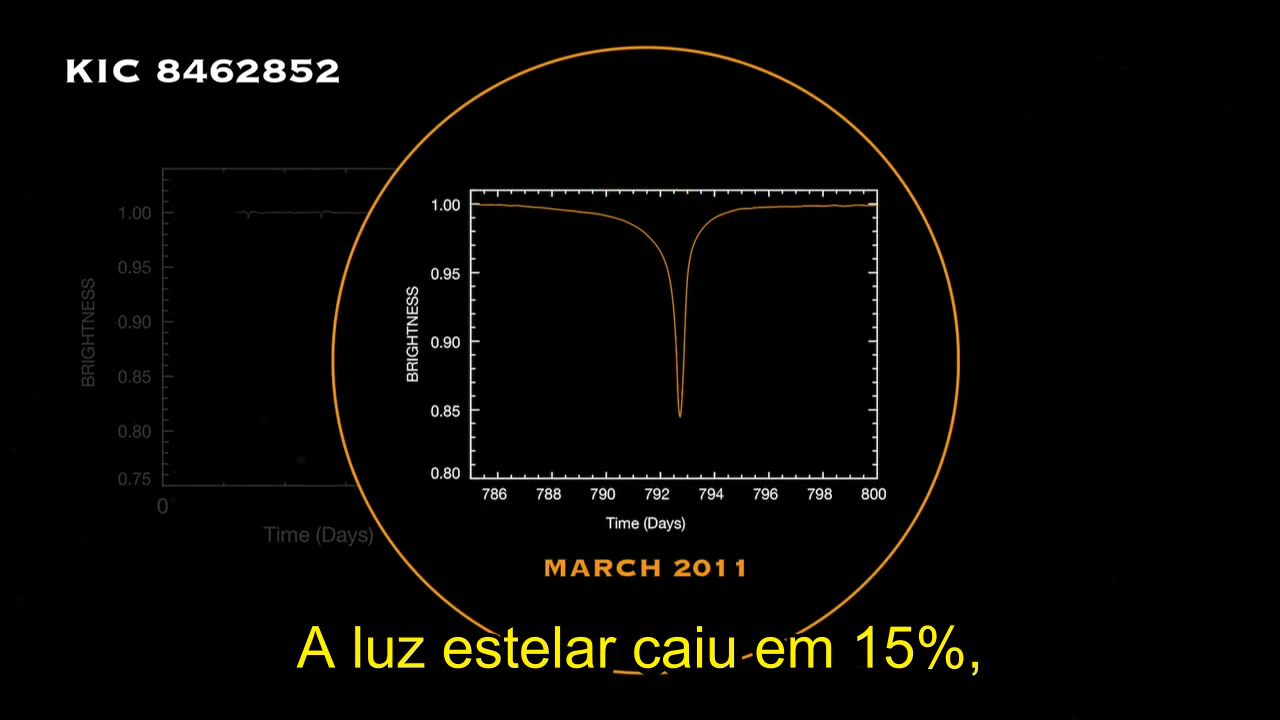 KIC 8462852
1.00
0.95
0.90
0.85
0.80
0.75
BRIGHTNESS
0
Time (Days)
1.00
0.95
0.90
0.85
0.80
BRIGHTNESS
786 788 790 792 794 796 798 800
Time (Days)
MARCH 2011
A luz estelar caiu em 15%,